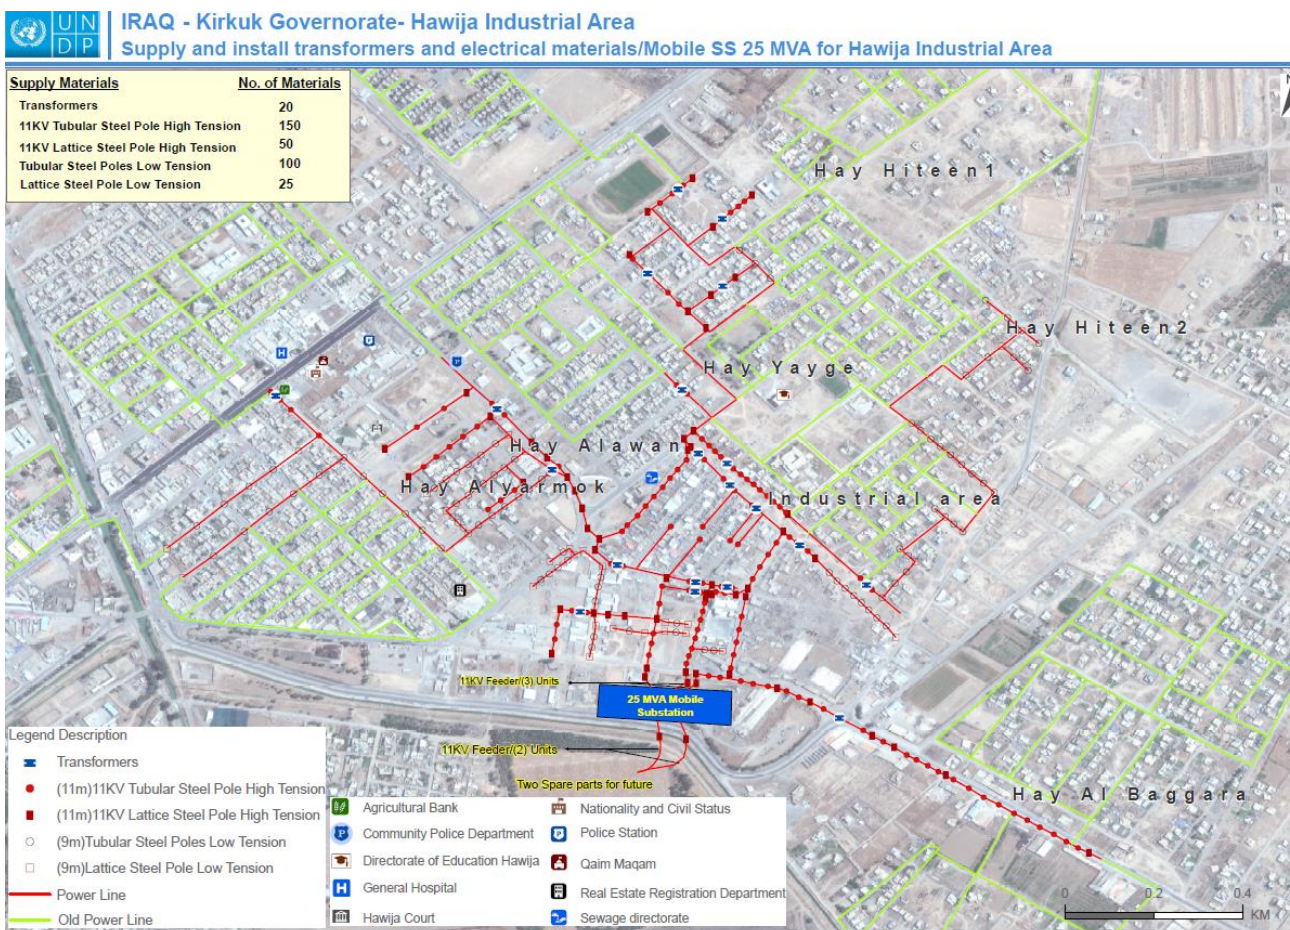 U N
D P
IRAQ - Kirkuk Governorate- Hawija Industrial Area
Supply and install transformers and electrical materials/Mobile SS 25 MVA for Hawija Industrial Area
Supply Materials No. of Materials
Transformers 20
11KV Tubular Steel Pole High Tension 150
11KV Lattice Steel Pole High Tension 50
Tubular Steel Poles Low Tension 100
Lattice Steel Pole Low Tension 25
Hay Hiteen1
Hay Hiteen2
Hay Yayge
Hay Alawan
Hay Alyarmok
Industrial area
11KV Feeder/(3) Units
25 MVA Mobile
Substation
11KV Feeder/(2) Units
Two Spare parts for future
Hay Al Baggara
Legend Description
Transformers
(11m)11KV Tubular Steel Pole High Tension
(11m)11KV Lattice Steel Pole High Tension
(9m)Tubular Steel Poles Low Tension
(9m)Lattice Steel Pole Low Tension
Power Line
Old Power Line
Agricultural Bank
Community Police Department
Directorate of Education Hawija
General Hospital
Hawija Court
Nationality and Civil Status
Police Station
Qaim Maqam
Real Estate Registration Department
Sewage directorate
0 0.2 0.4
KM